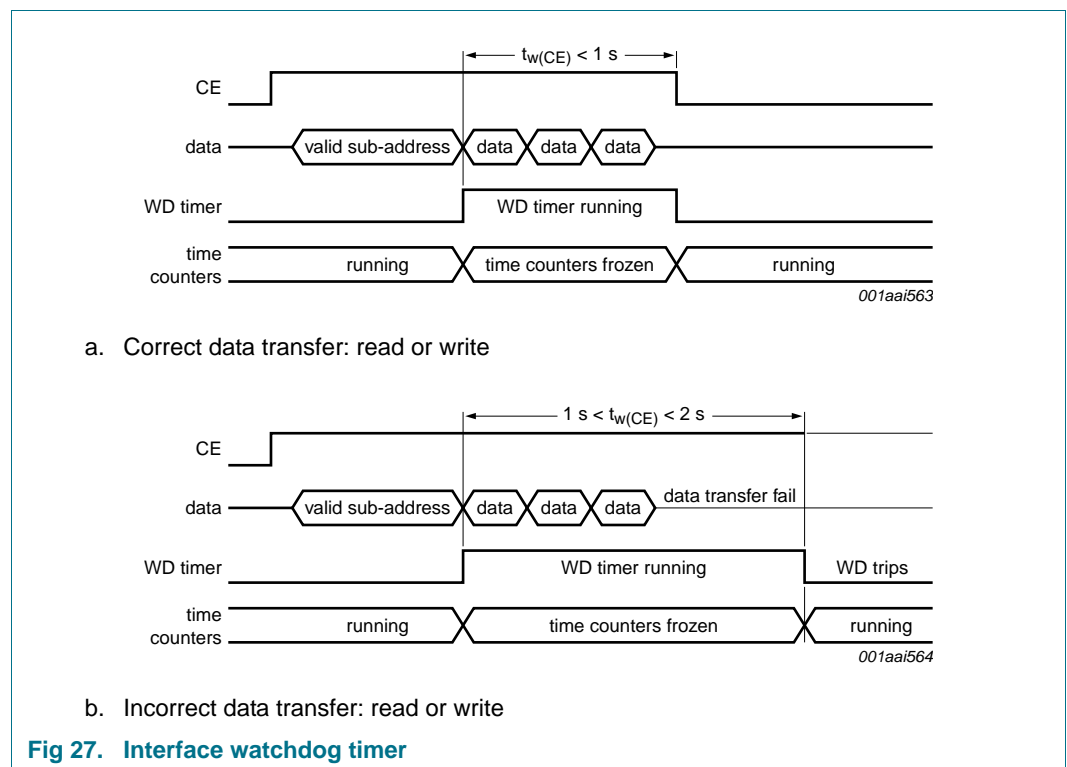 t_w(CE) < 1 s
CE
data valid sub-address data data data
WD timer WD timer running
time counters running time counters frozen running
001aai563
a. Correct data transfer: read or write
1 s < t_w(CE) < 2 s
CE
data valid sub-address data data data data transfer fail
WD timer WD timer running WD trips
time counters running time counters frozen running
001aai564
b. Incorrect data transfer: read or write
Fig 27. Interface watchdog timer